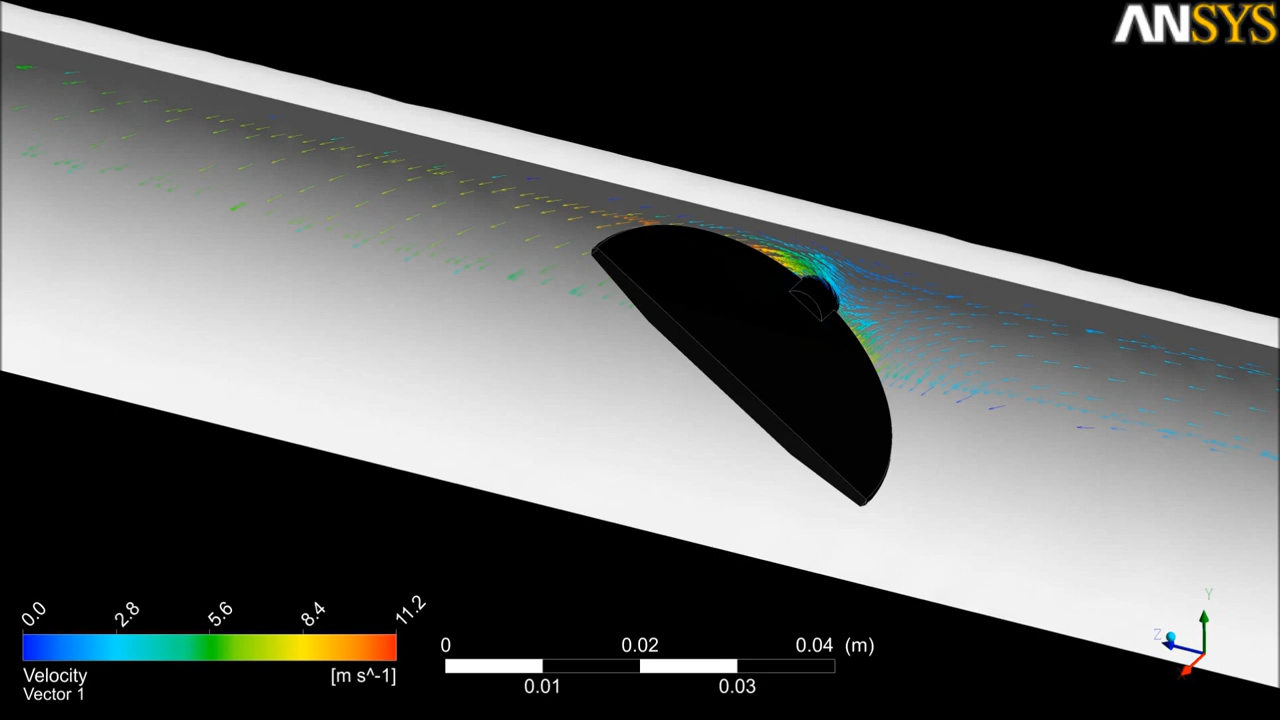 ANSYS
0.0 2.8 5.6 8.4 11.2
Velocity [m s^-1]
Vector 1
0 0.02 0.04 (m)
0.01 0.03
Y
Z